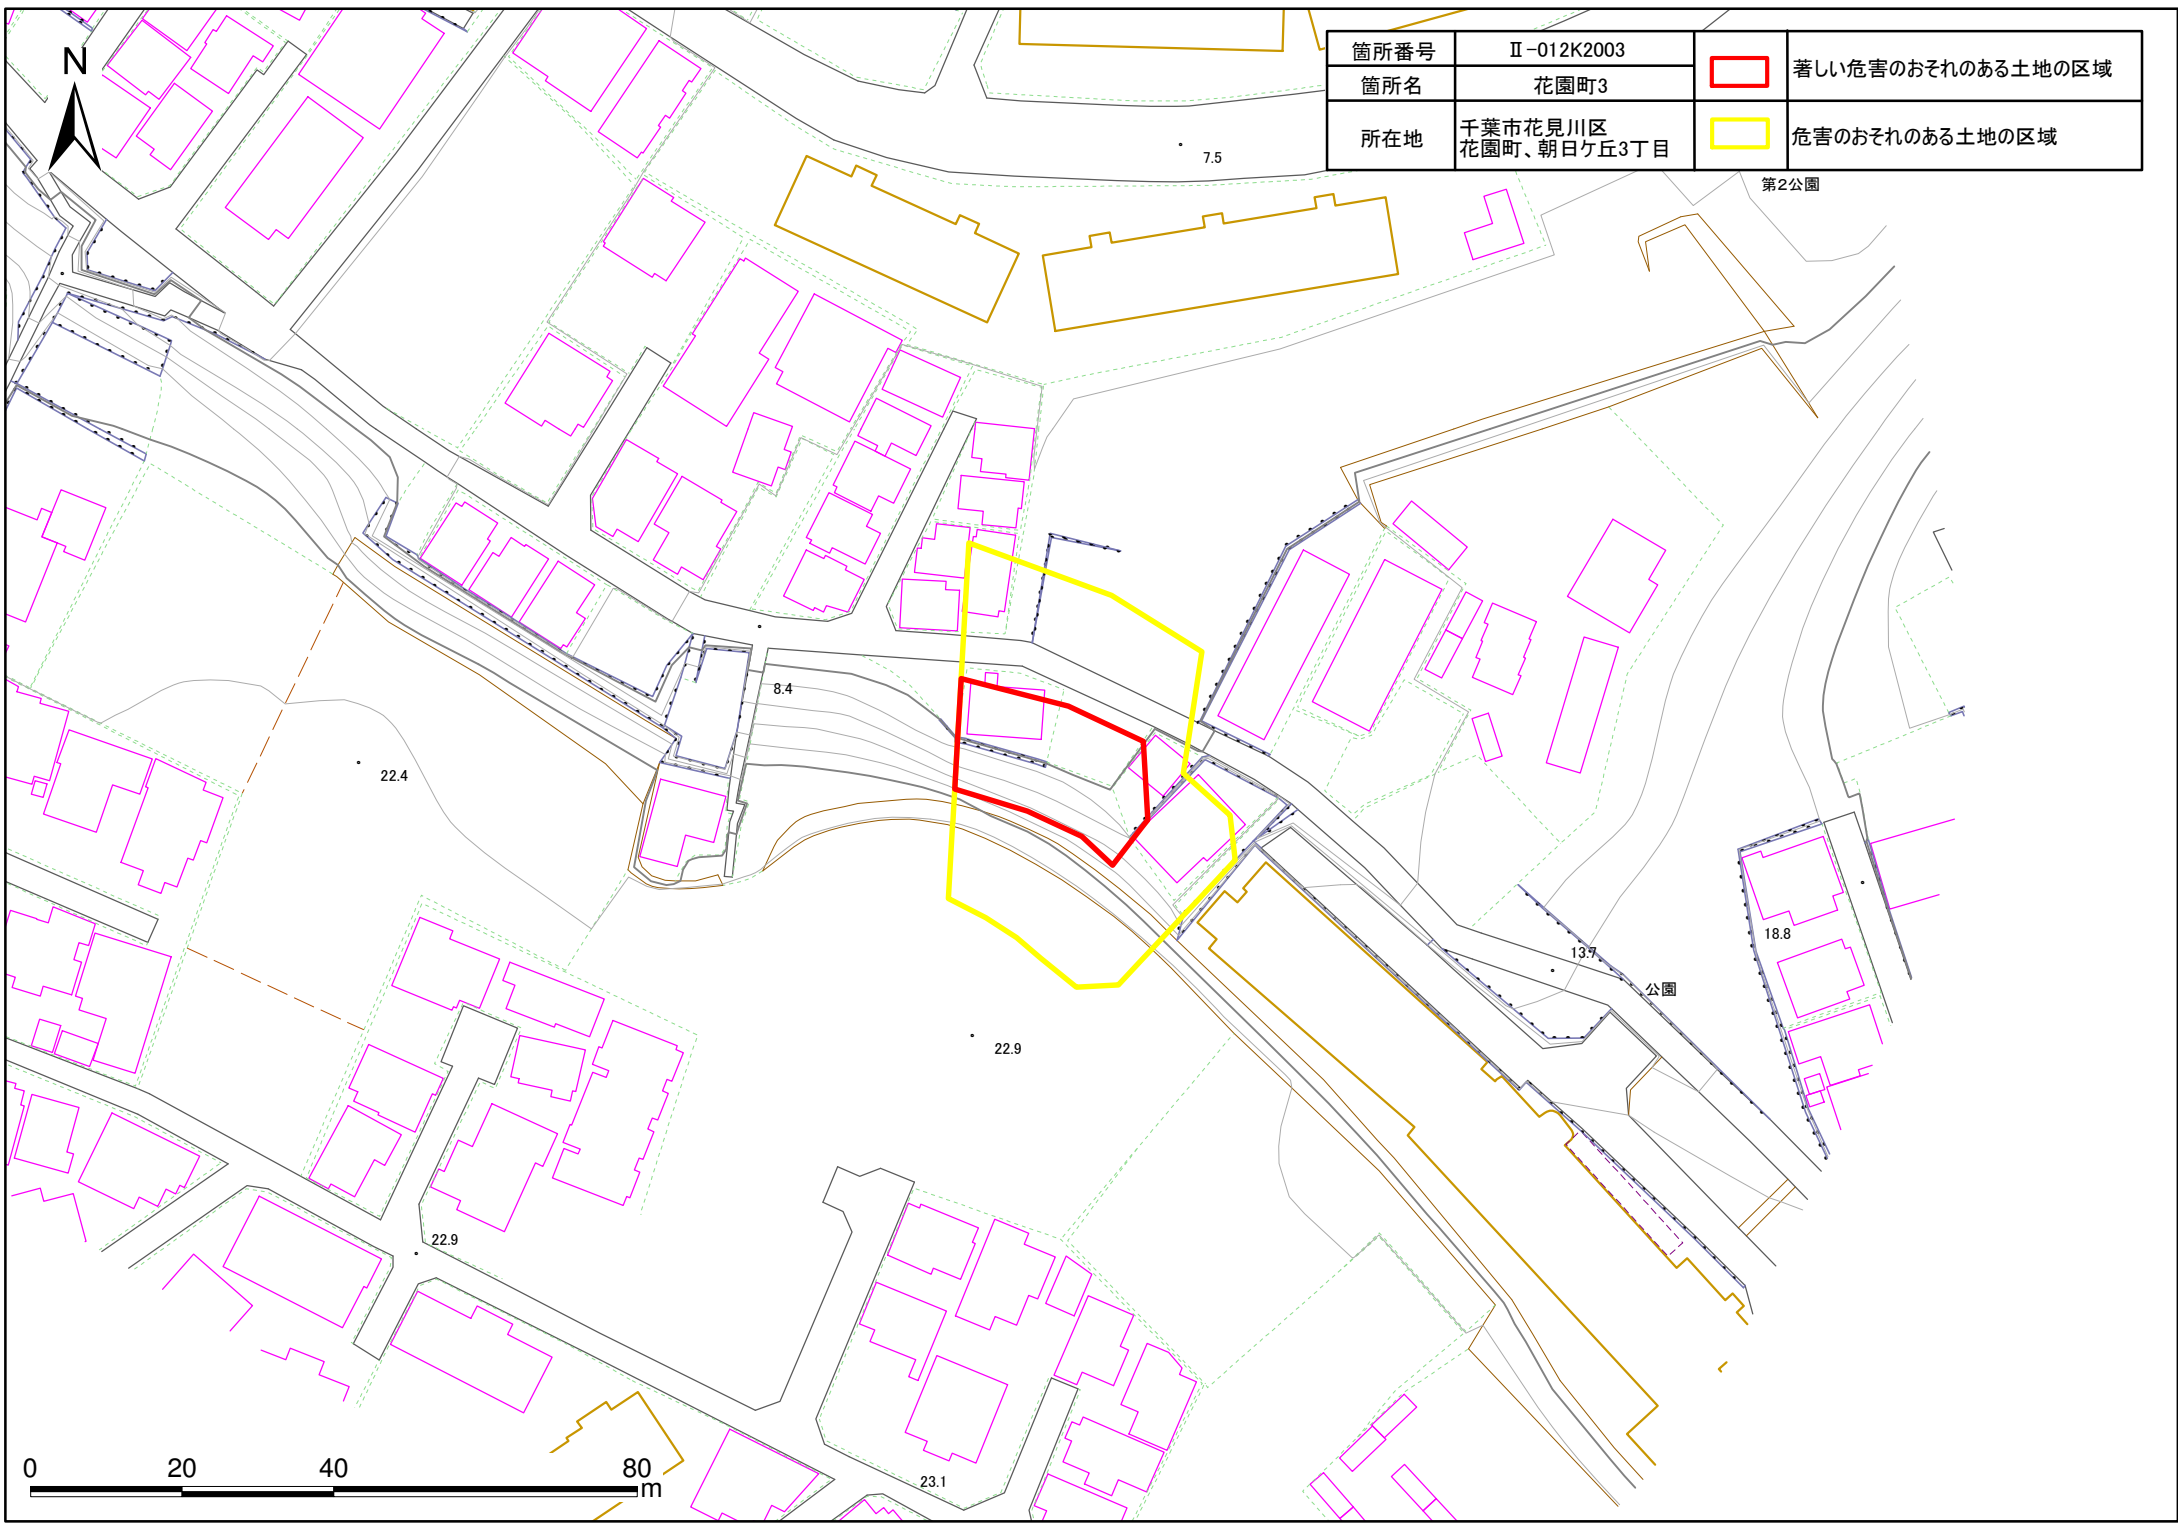 N
箇所番号
Ⅱ-012K2003
著しい危害のおそれのある土地の区域
箇所名
花園町3
所在地
千葉市花見川区
花園町、朝日ケ丘3丁目
危害のおそれのある土地の区域
7.5
第2公園
8.4
22.4
18.8
13.7
公園
22.9
22.9
23.1
0 20 40 80
m